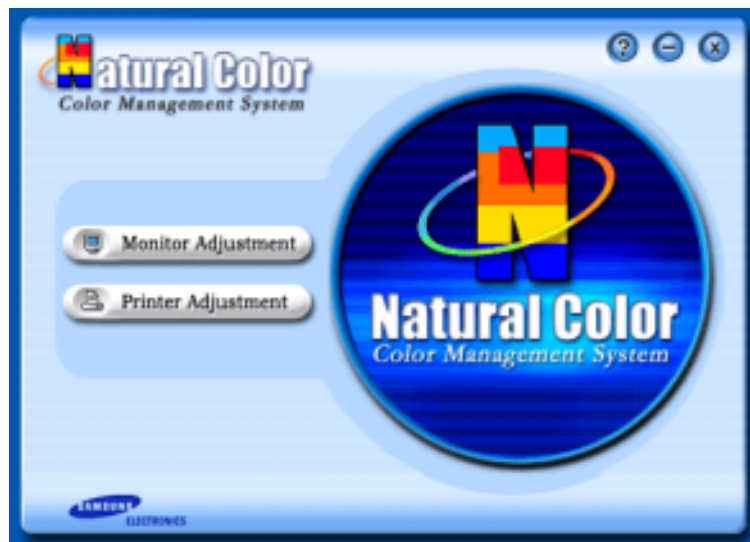 Natural Color
Color Management System
Monitor Adjustment
Printer Adjustment
Natural Color
Color Management System
SAMSUNG
ELECTRONICS